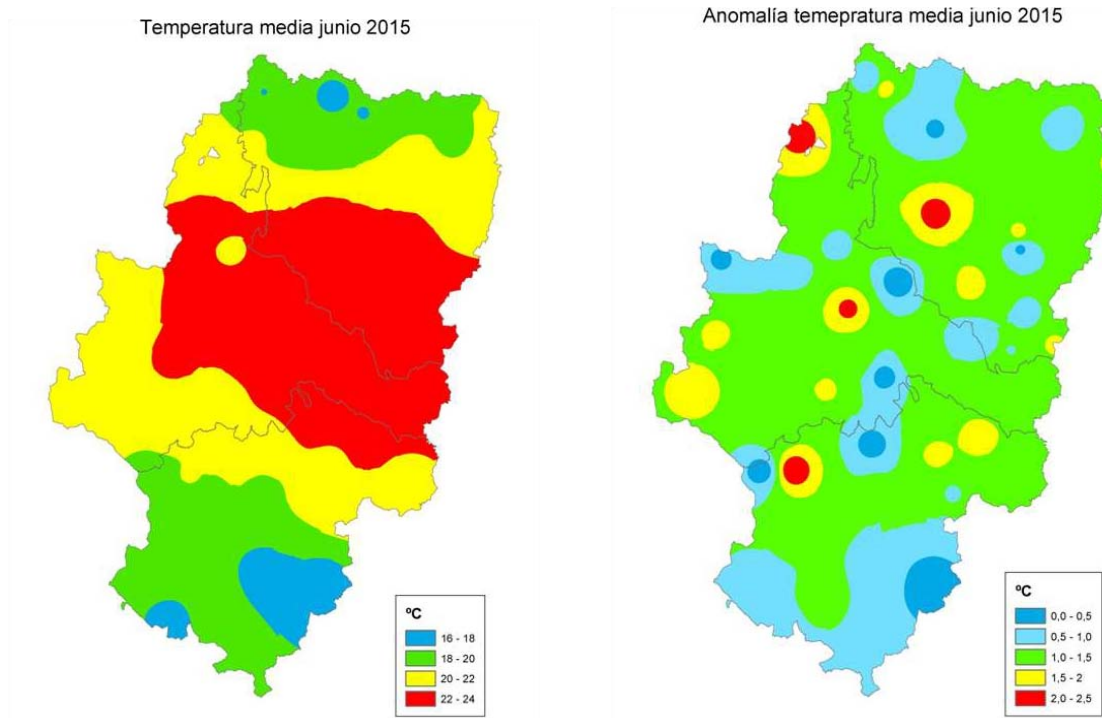 Temperatura media junio 2015
ºC
16 - 18
18 - 20
20 - 22
22 - 24
Anomalía temepratura media junio 2015
ºC
0,0 - 0,5
0,5 - 1,0
1,0 - 1,5
1,5 - 2
2,0 - 2,5